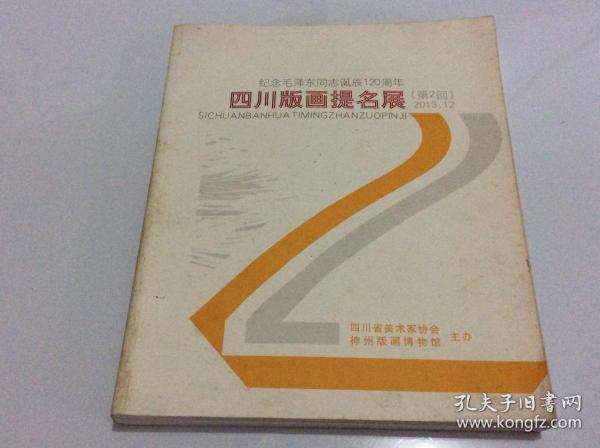 纪念毛泽东同志诞辰120周年
四川版画提名展（第2回）
2013.12
SICHUANBANHUATIMINGZHANZUOPINJI
四川省美术家协会
神州版画博物馆 主办
孔夫子旧书网
www.kongfz.com